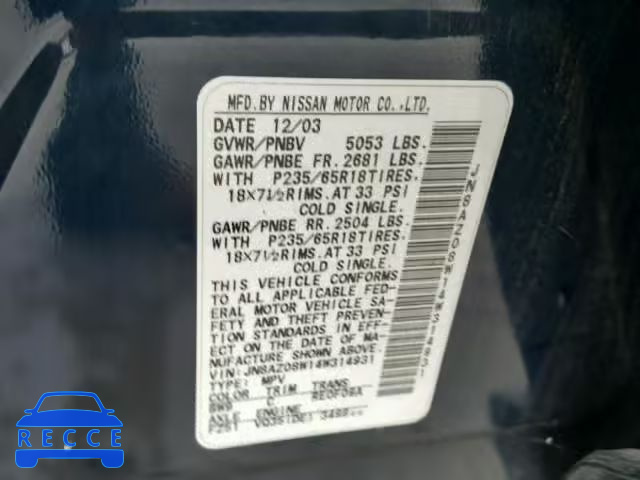 MFD.BY NISSAN MOTOR CO.,LTD.
DATE 12/03
GVWR/PNBV 5053 LBS.
GAWR/PNBE FR. 2681 LBS.
WITH P235/65R18TIRES.
18X7½RIMS.AT 33 PSI
COLD SINGLE.
GAWR/PNBE RR. 2504 LBS.
WITH P235/65R18TIRES.
18X7½RIMS.AT 33 PSI
COLD SINGLE.
THIS VEHICLE CONFORMS
TO ALL APPLICABLE FED-
ERAL MOTOR VEHICLE SA-
FETY AND THEFT PREVEN-
TION STANDARDS IN EFF-
ECT ON THE DATE OF MA-
NUFACTURE SHOWN ABOVE.
VIN:JN8AZ08W14W314931
TYPE: MPV
COLOR TRIM TRANS
C
AXLE ENGINE
VQ35(DE)
JN8AZ08W14W314931
RECCE